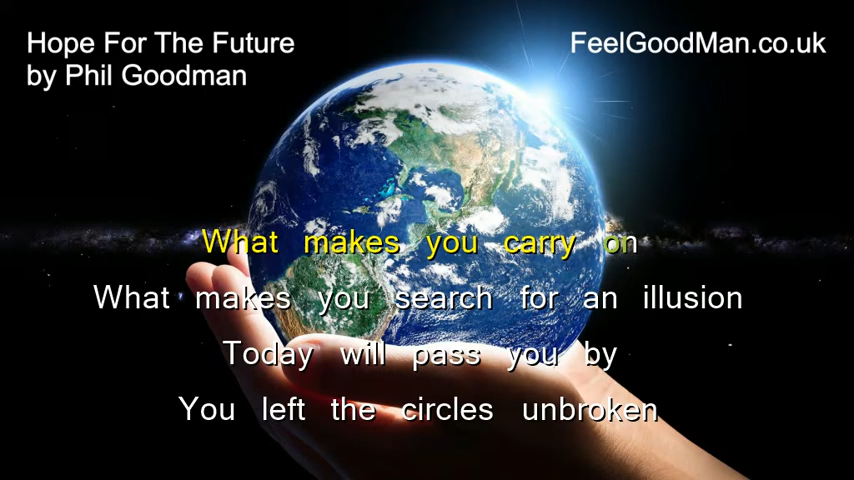 Hope For The Future
by Phil Goodman
FeelGoodMan.co.uk
What makes you carry on
What makes you search for an illusion
Today will pass you by
You left the circles unbroken